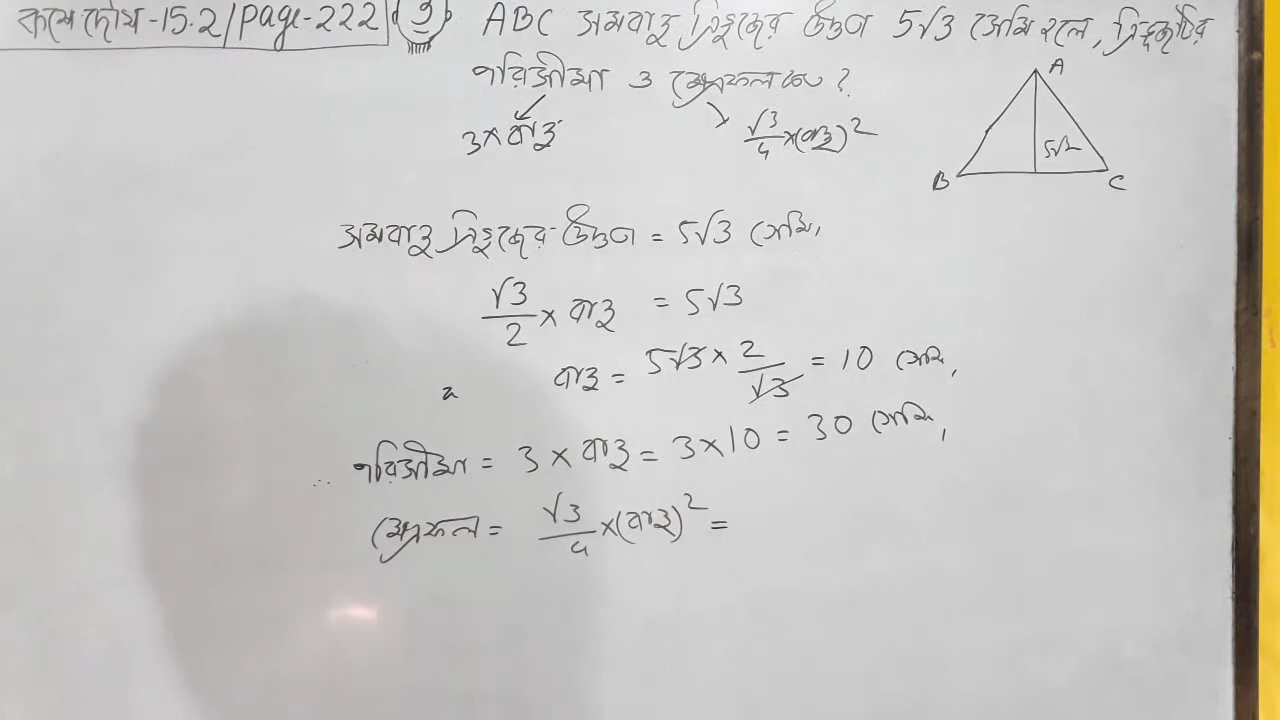 কষে দেখি-15.2/page-222 (3) ABC সমবাহু ত্রিভুজের উচ্চতা 5√3 সেমি হলে, ত্রিভুজটির
পরিসীমা ও ক্ষেত্রফল কত?
3×বাহু √3/4×(বাহু)²
A
B C
সমবাহু ত্রিভুজের উচ্চতা = 5√3 সেমি.
√3/2 × বাহু = 5√3
বাহু = 5√3 × 2/√3 = 10 সেমি.
∴ পরিসীমা = 3 × বাহু = 3×10 = 30 সেমি.
ক্ষেত্রফল = √3/4 ×(বাহু)² =